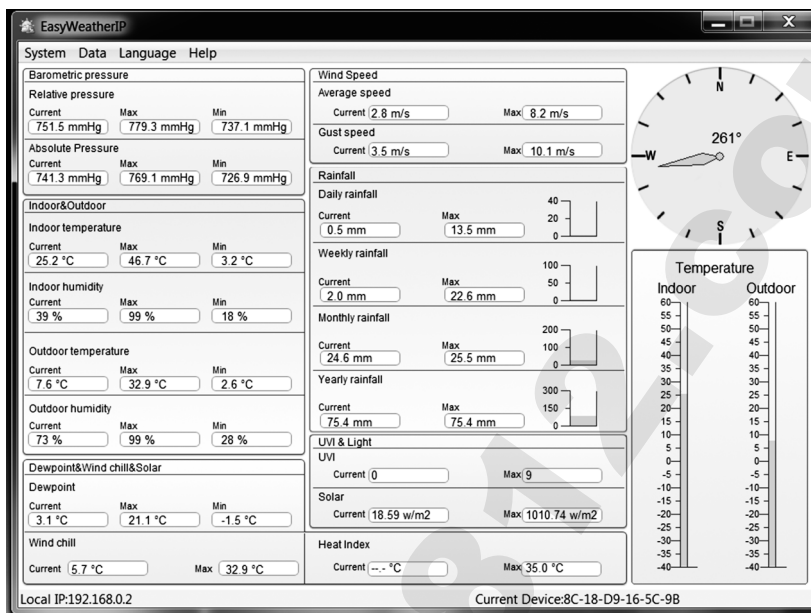 EasyWeatherIP
System Data Language Help
Barometric pressure
Relative pressure
Current Max Min
751.5 mmHg 779.3 mmHg 737.1 mmHg
Absolute Pressure
Current Max Min
741.3 mmHg 769.1 mmHg 726.9 mmHg
Indoor&Outdoor
Indoor temperature
Current Max Min
25.2 °C 46.7 °C 3.2 °C
Indoor humidity
Current Max Min
39 % 99 % 18 %
Outdoor temperature
Current Max Min
7.6 °C 32.9 °C 2.6 °C
Outdoor humidity
Current Max Min
73 % 99 % 28 %
Dewpoint&Wind chill&Solar
Dewpoint
Current Max Min
3.1 °C 21.1 °C -1.5 °C
Wind chill
Current 5.7 °C Max 32.9 °C
Wind Speed
Average speed
Current 2.8 m/s Max 8.2 m/s
Gust speed
Current 3.5 m/s Max 10.1 m/s
Rainfall
Daily rainfall
Current Max
0.5 mm 13.5 mm
40
20
0
Weekly rainfall
Current Max
2.0 mm 22.6 mm
100
50
0
Monthly rainfall
Current Max
24.6 mm 25.5 mm
200
100
0
Yearly rainfall
Current Max
75.4 mm 75.4 mm
300
150
0
UVI & Light
UVI
Current 0 Max 9
Solar
Current 18.59 w/m2 Max 1010.74 w/m2
Heat Index
Current --.- °C Max 35.0 °C
N
261°
W E
S
Temperature
Indoor Outdoor
60 60
55 55
50 50
45 45
40 40
35 35
30 30
25 25
20 20
15 15
10 10
5 5
0 0
-5 -5
-10 -10
-15 -15
-20 -20
-25 -25
-30 -30
-35 -35
-40 -40
Local IP:192.168.0.2 Current Device:8C-18-D9-16-5C-9B